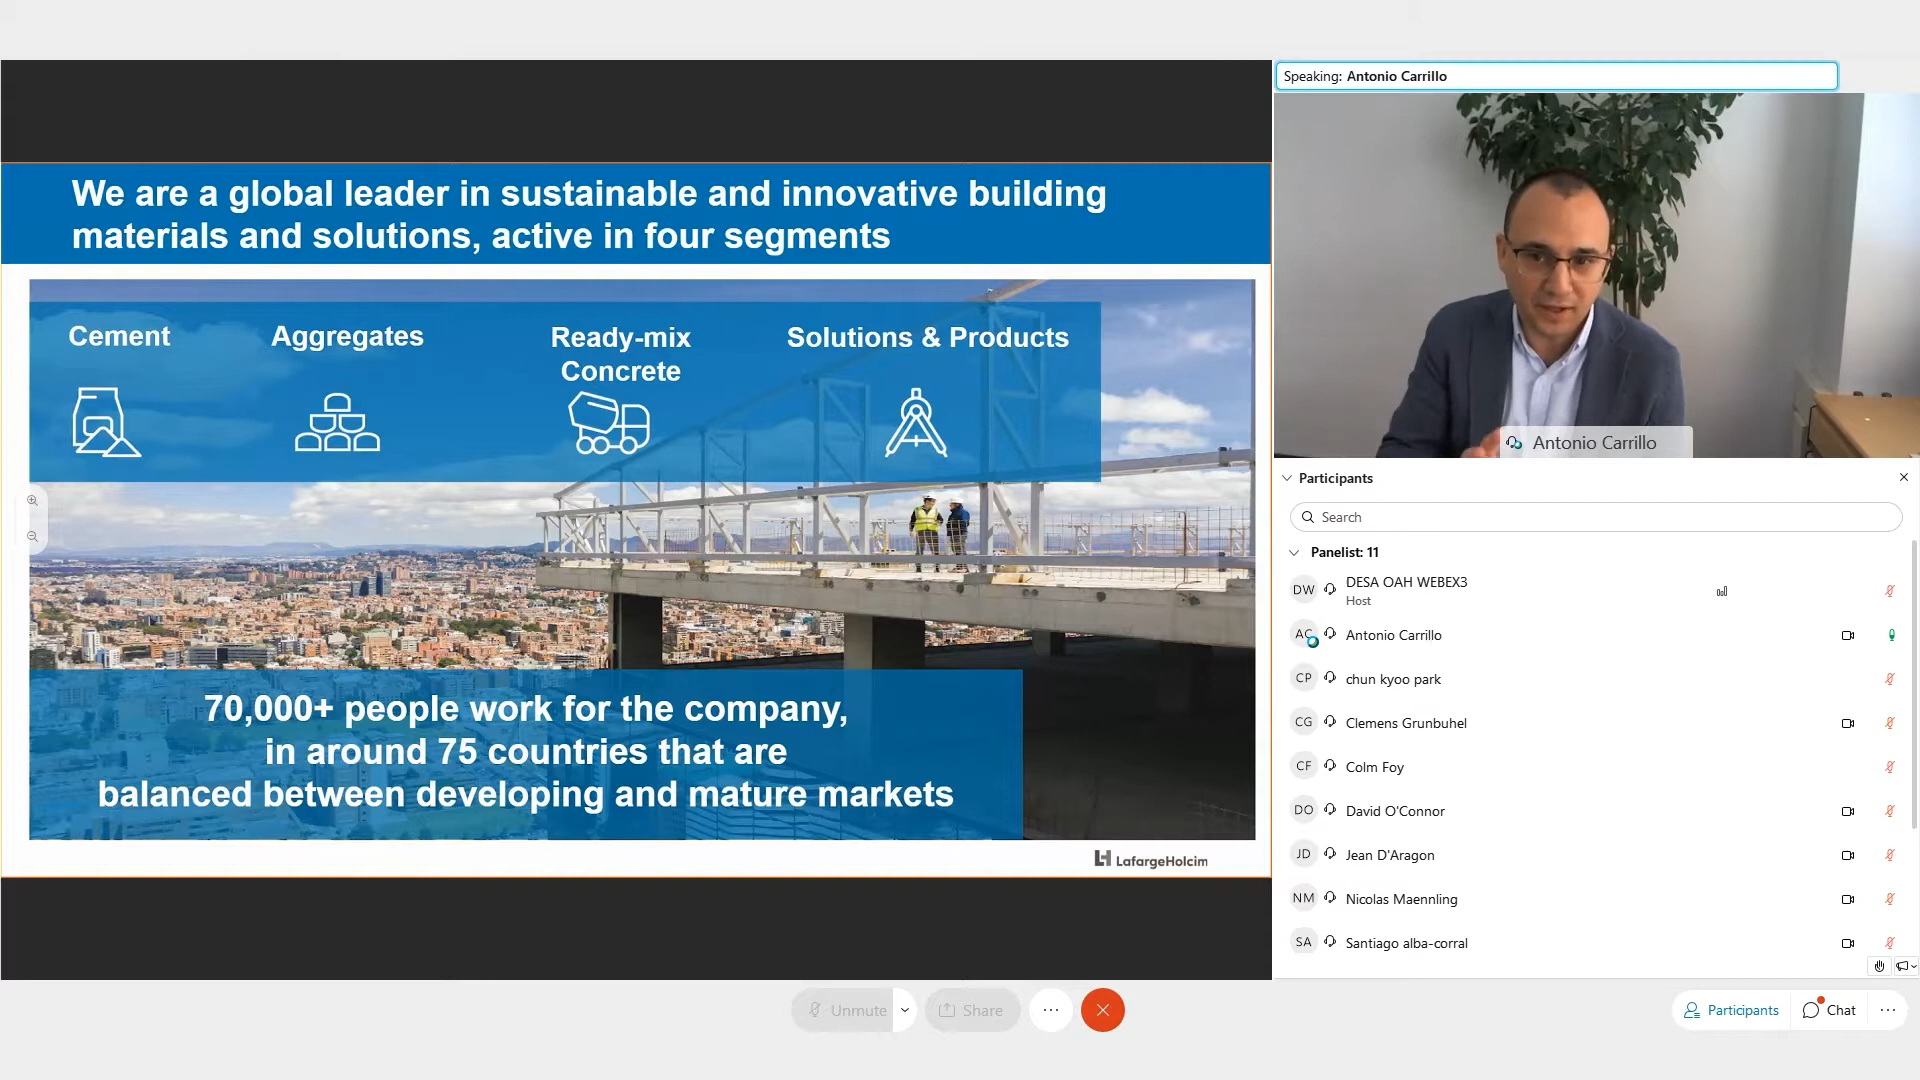 Speaking: Antonio Carrillo
We are a global leader in sustainable and innovative building
materials and solutions, active in four segments
Cement
Aggregates
Ready-mix
Concrete
Solutions & Products
70,000+ people work for the company,
in around 75 countries that are
balanced between developing and mature markets
LafargeHolcim
Antonio Carrillo
Participants
Search
Panelist: 11
DW DESA OAH WEBEX3
Host
AC Antonio Carrillo
CP chun kyoo park
CG Clemens Grunbuhel
CF Colm Foy
DO David O'Connor
JD Jean D'Aragon
NM Nicolas Maennling
SA Santiago alba-corral
Unmute
Share
Participants
Chat